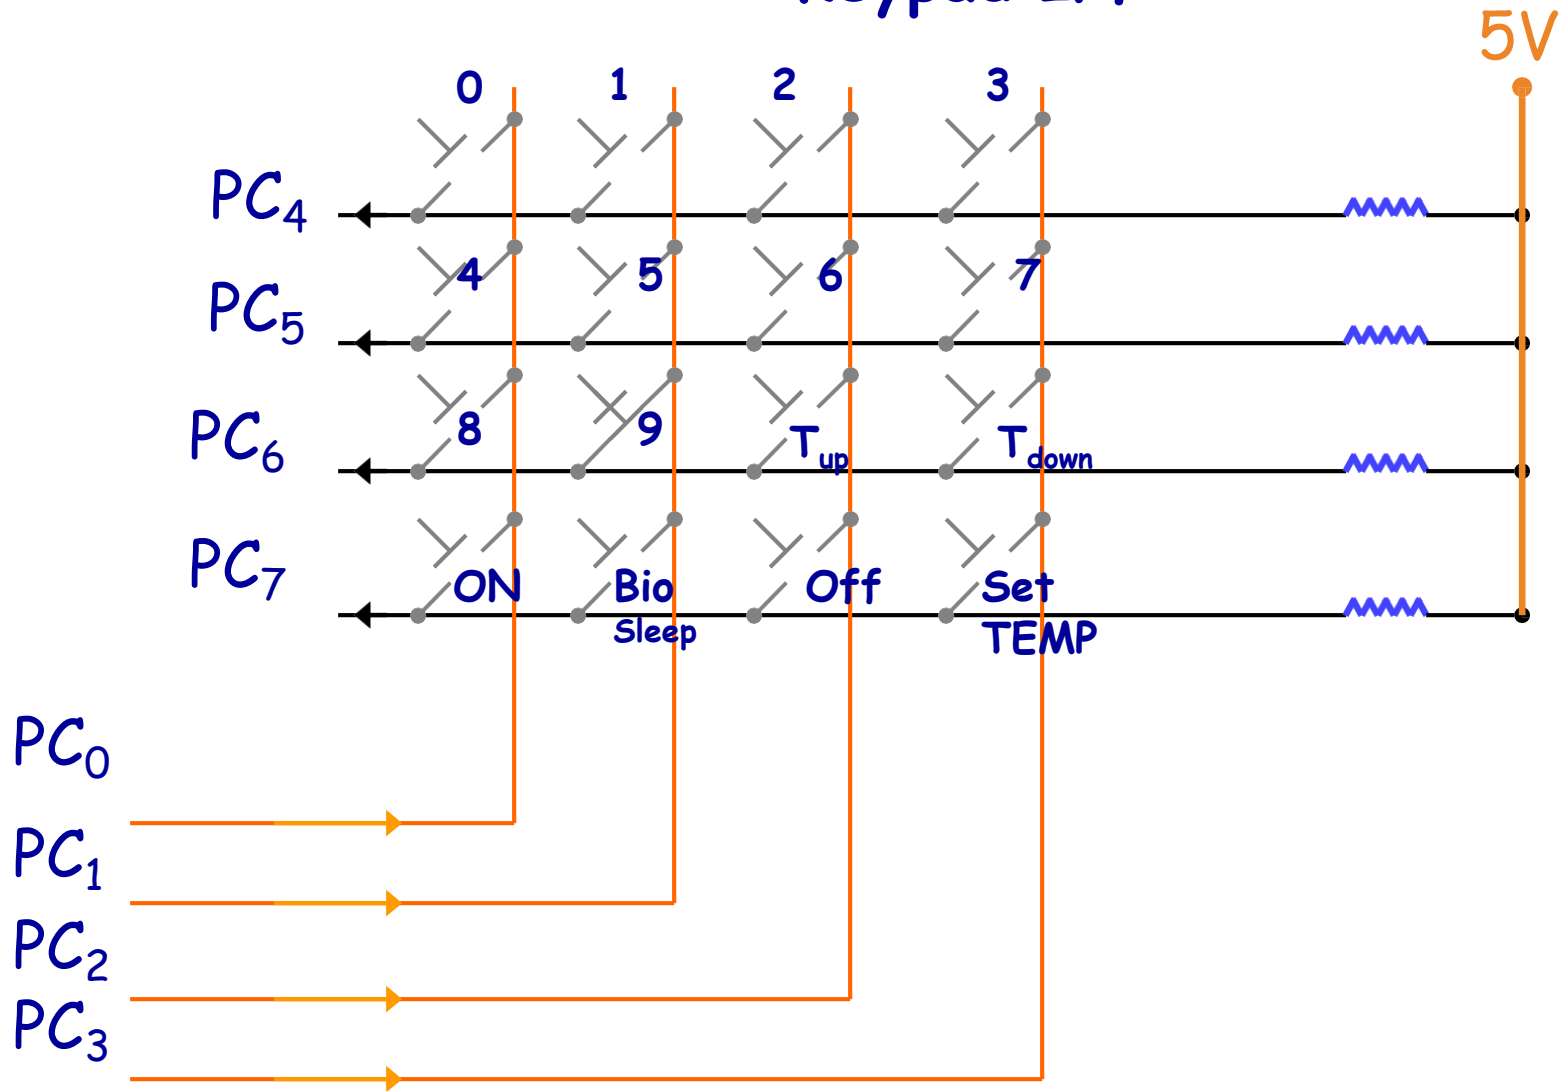 5V
0 1 2 3
PC4
4 5 6 7
PC5
8 9 Tup Tdown
PC6
ON Bio Off Set
PC7
Sleep TEMP
PC0
PC1
PC2
PC3